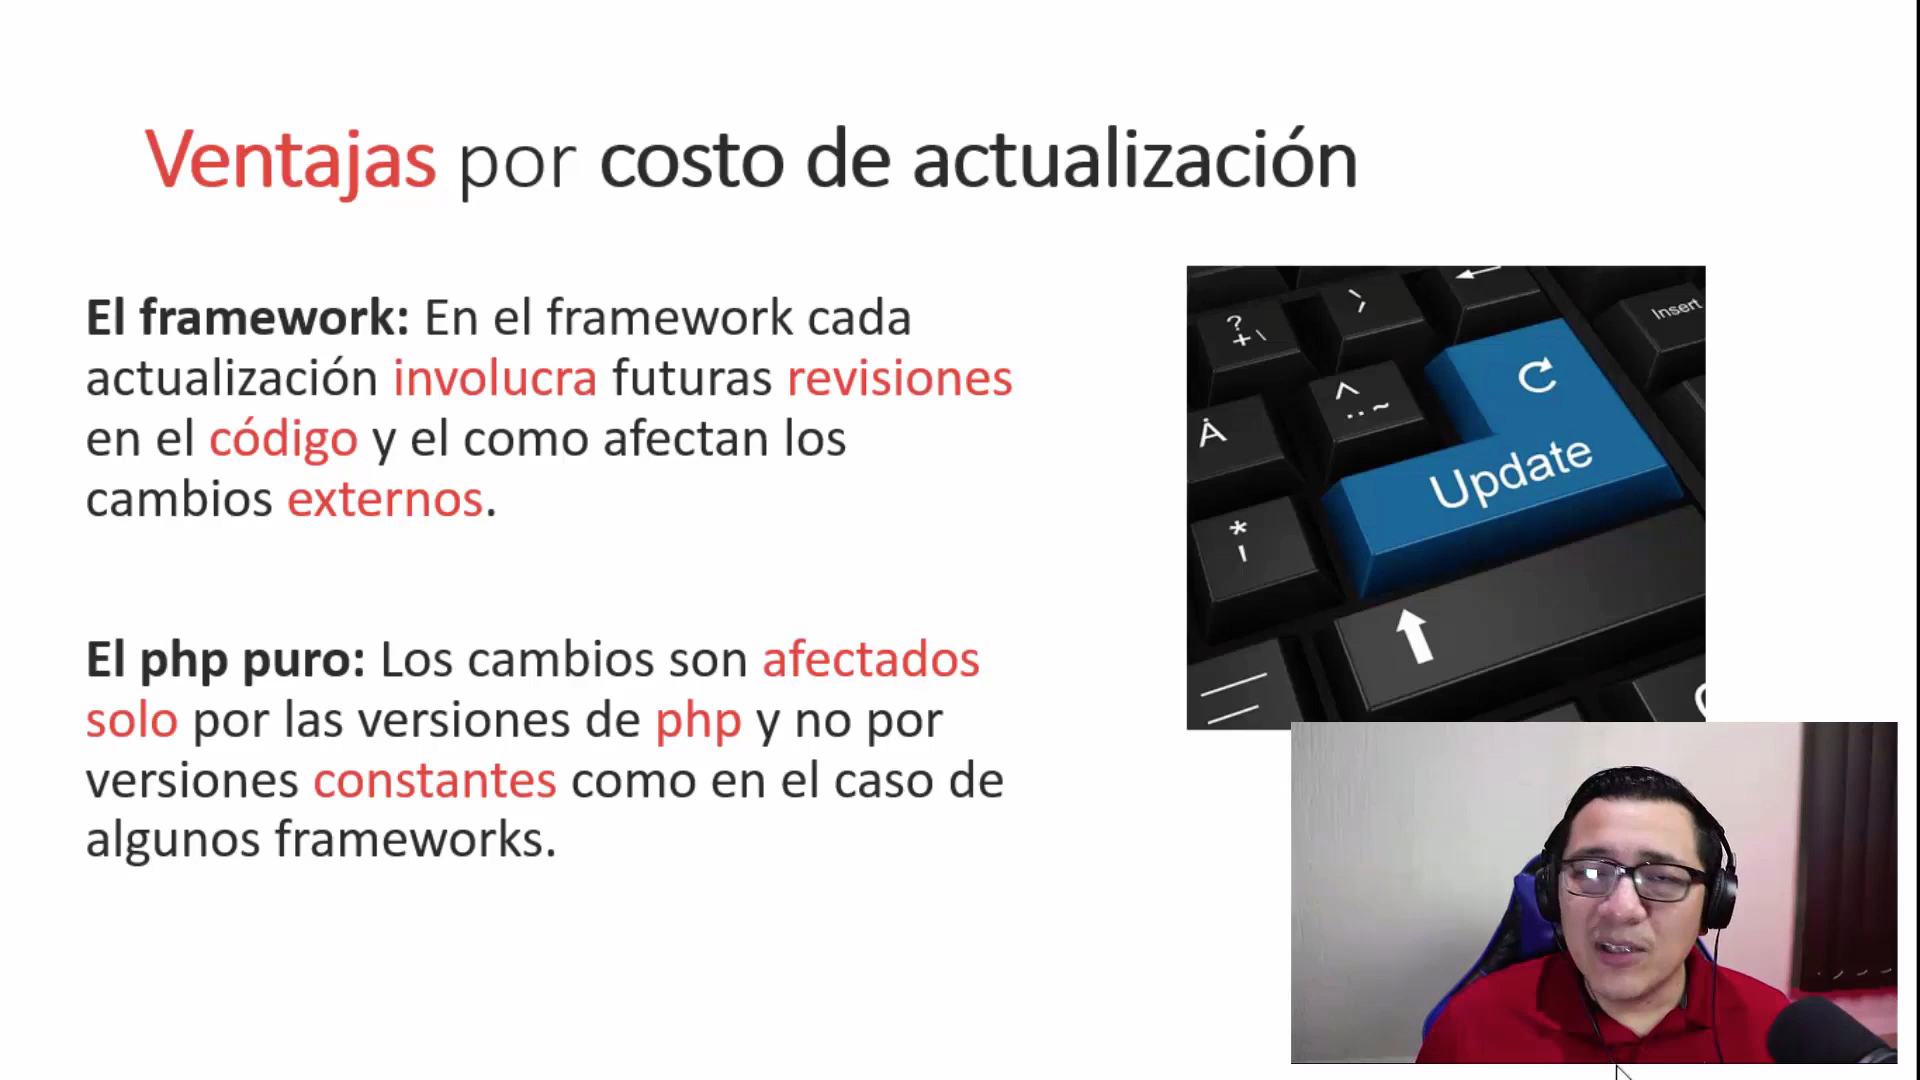 Ventajas por costo de actualización
El framework: En el framework cada
actualización involucra futuras revisiones
en el código y el como afectan los
cambios externos.
El php puro: Los cambios son afectados
solo por las versiones de php y no por
versiones constantes como en el caso de
algunos frameworks.
Insert
Update